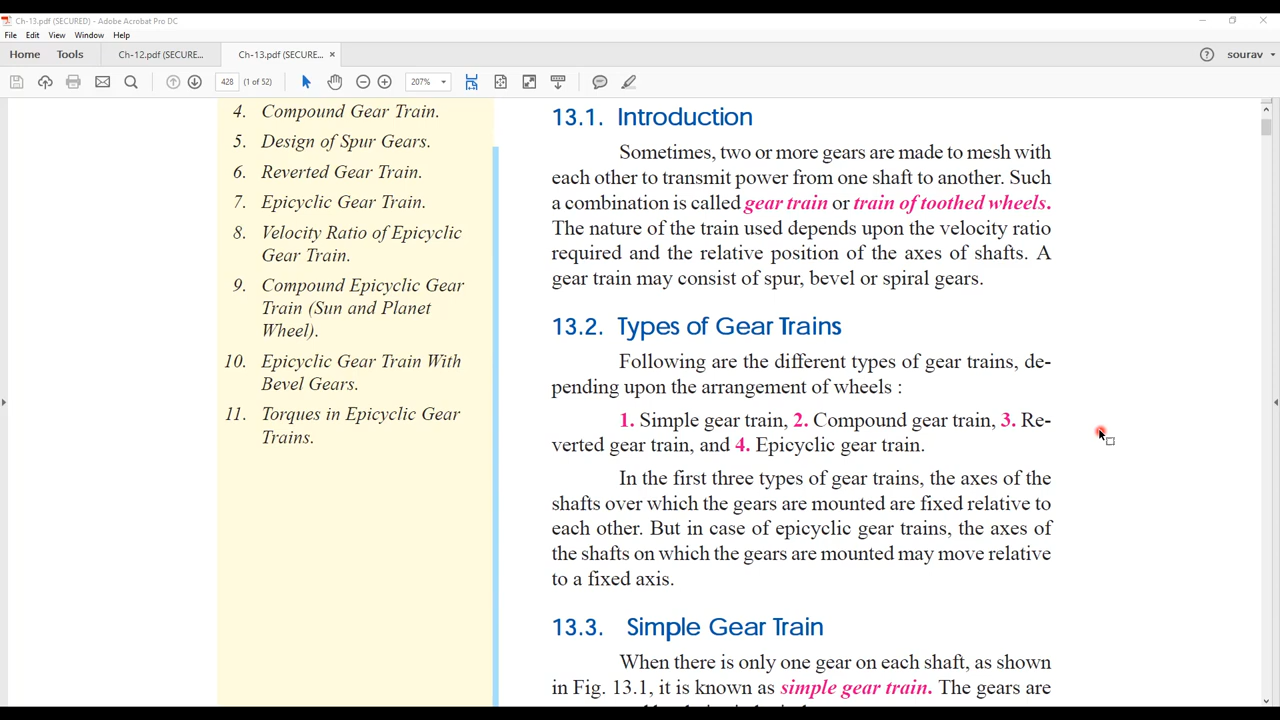 Ch-13.pdf (SECURED) - Adobe Acrobat Pro DC
File Edit View Window Help
Home Tools Ch-12.pdf (SECURE... Ch-13.pdf (SECURE... × ? sourav
428 (1 of 52) 207%
4. Compound Gear Train.
5. Design of Spur Gears.
6. Reverted Gear Train.
7. Epicyclic Gear Train.
8. Velocity Ratio of Epicyclic
Gear Train.
9. Compound Epicyclic Gear
Train (Sun and Planet
Wheel).
10. Epicyclic Gear Train With
Bevel Gears.
11. Torques in Epicyclic Gear
Trains.
13.1. Introduction
Sometimes, two or more gears are made to mesh with
each other to transmit power from one shaft to another. Such
a combination is called gear train or train of toothed wheels.
The nature of the train used depends upon the velocity ratio
required and the relative position of the axes of shafts. A
gear train may consist of spur, bevel or spiral gears.
13.2. Types of Gear Trains
Following are the different types of gear trains, de-
pending upon the arrangement of wheels :
1. Simple gear train, 2. Compound gear train, 3. Re-
verted gear train, and 4. Epicyclic gear train.
In the first three types of gear trains, the axes of the
shafts over which the gears are mounted are fixed relative to
each other. But in case of epicyclic gear trains, the axes of
the shafts on which the gears are mounted may move relative
to a fixed axis.
13.3. Simple Gear Train
When there is only one gear on each shaft, as shown
in Fig. 13.1, it is known as simple gear train. The gears are